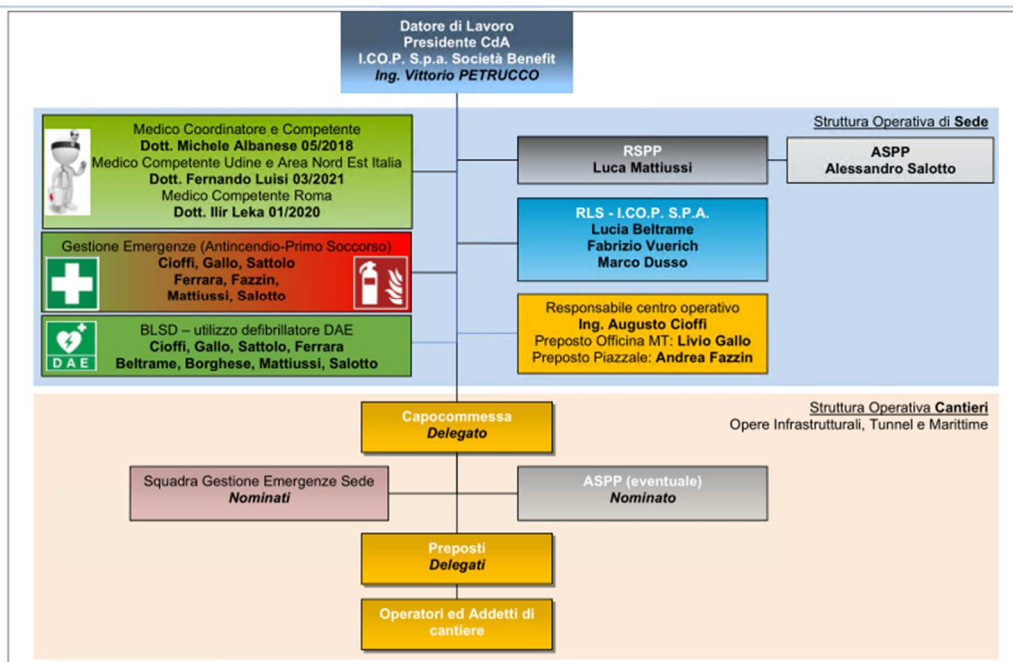 Datore di Lavoro
Presidente CdA
I.CO.P. S.p.a. Società Benefit
Ing. Vittorio PETRUCCO
Struttura Operativa di Sede
Medico Coordinatore e Competente
Dott. Michele Albanese 05/2018
Medico Competente Udine e Area Nord Est Italia
Dott. Fernando Luisi 03/2021
Medico Competente Roma
Dott. Ilir Leka 01/2020
RSPP
Luca Mattiussi
ASPP
Alessandro Salotto
RLS - I.CO.P. S.P.A.
Lucia Beltrame
Fabrizio Vuerich
Marco Dusso
Gestione Emergenze (Antincendio-Primo Soccorso)
Cioffi, Gallo, Sattolo
Ferrara, Fazzin,
Mattiussi, Salotto
Responsabile centro operativo
Ing. Augusto Cioffi
Preposto Officina MT: Livio Gallo
Preposto Piazzale: Andrea Fazzin
BLSD – utilizzo defibrillatore DAE
Cioffi, Gallo, Sattolo, Ferrara
Beltrame, Borghese, Mattiussi, Salotto
DAE
Struttura Operativa Cantieri
Opere Infrastrutturali, Tunnel e Marittime
Capocommessa
Delegato
Squadra Gestione Emergenze Sede
Nominati
ASPP (eventuale)
Nominato
Preposti
Delegati
Operatori ed Addetti di
cantiere